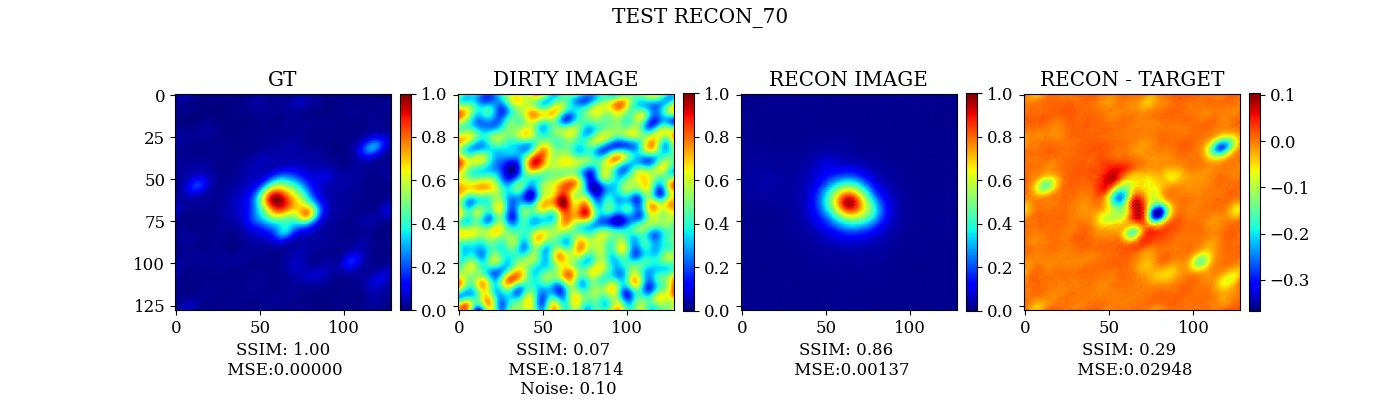 TEST RECON_70
GT
DIRTY IMAGE
RECON IMAGE
RECON - TARGET
0
25
50
75
100
125
0
50
100
0.0
0.2
0.4
0.6
0.8
1.0
0
50
100
0.0
0.2
0.4
0.6
0.8
1.0
0
50
100
0.0
0.2
0.4
0.6
0.8
1.0
0
50
100
0.1
0.0
−0.1
−0.2
−0.3
SSIM: 1.00
MSE:0.00000
SSIM: 0.07
MSE:0.18714
Noise: 0.10
SSIM: 0.86
MSE:0.00137
SSIM: 0.29
MSE:0.02948